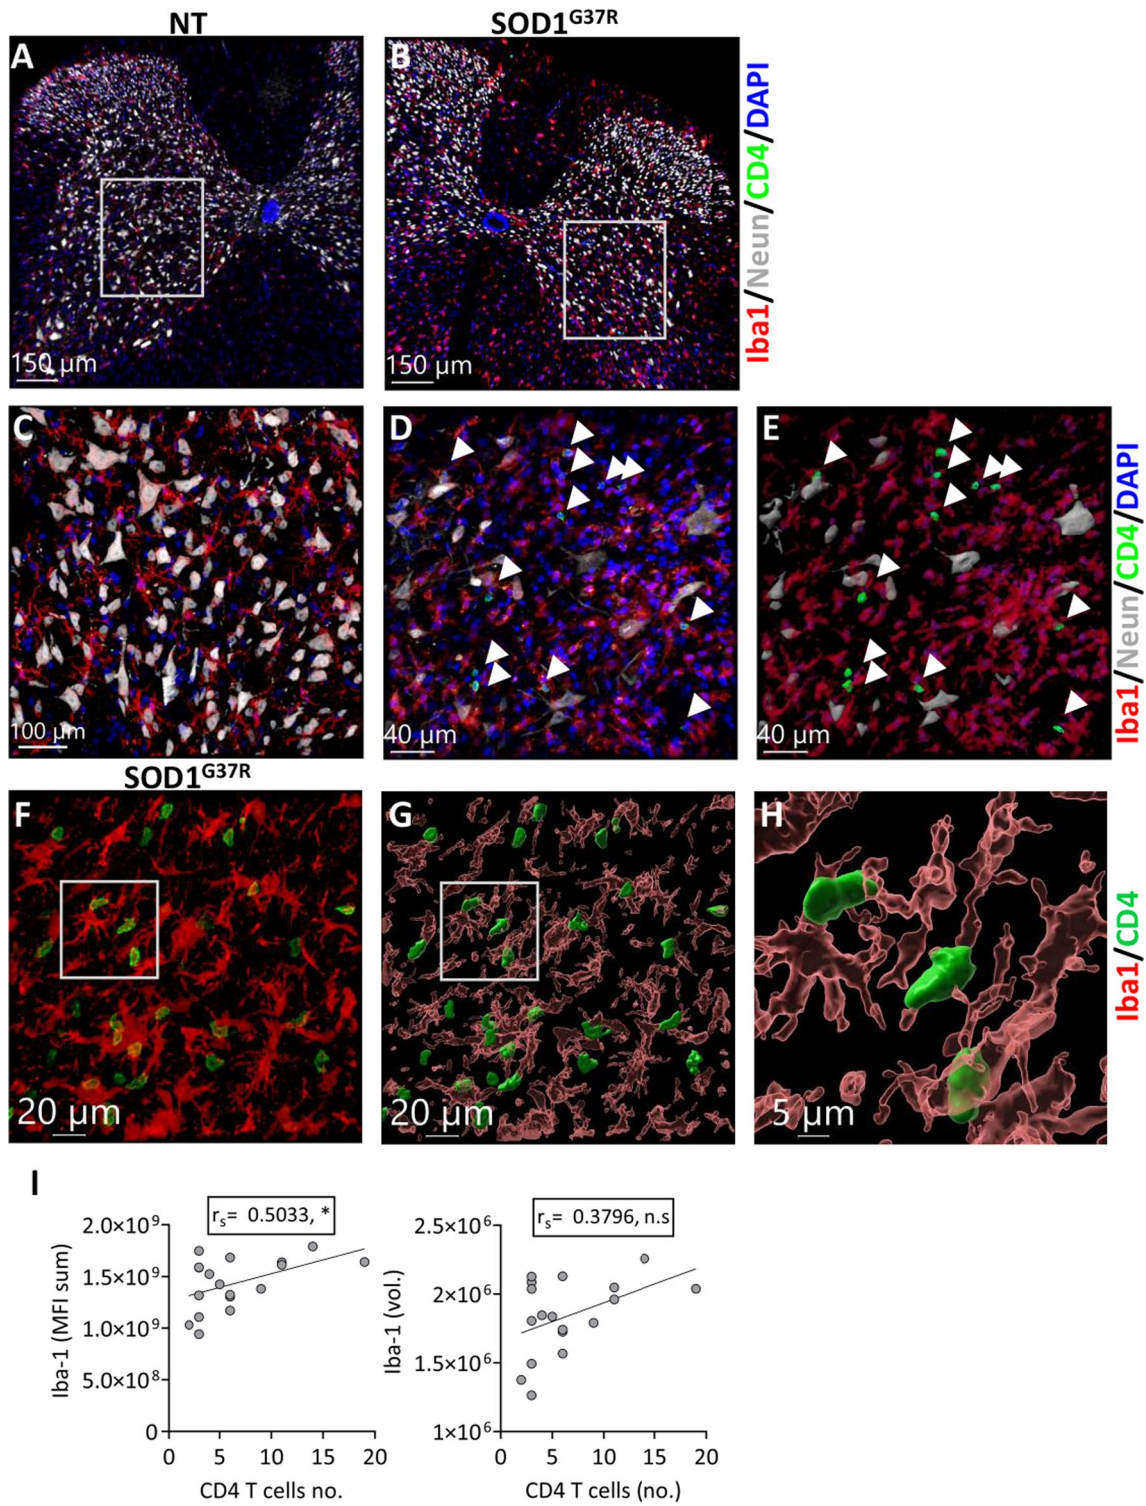 NT
SOD1G37R
A
B
150 µm
150 µm
Iba1/Neun/CD4/DAPI
C
D
E
100 µm
40 µm
40 µm
Iba1/Neun/CD4/DAPI
SOD1G37R
F
G
H
20 µm
20 µm
5 µm
Iba1/CD4
I
rs= 0.5033, *
2.0×10⁹
1.5×10⁹
1.0×10⁹
5.0×10⁸
0
Iba-1 (MFI sum)
0 5 10 15 20
CD4 T cells no.
rs= 0.3796, n.s
2.5×10⁶
2×10⁶
1.5×10⁶
1×10⁶
Iba-1 (vol.)
0 5 10 15 20
CD4 T cells (no.)